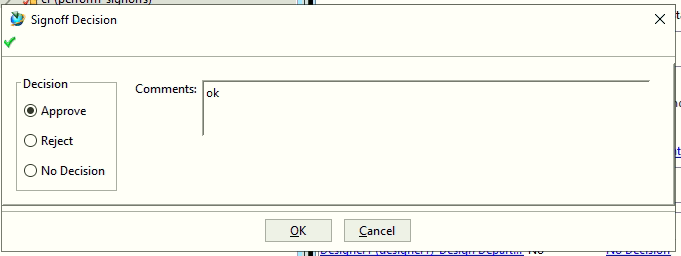 Signoff Decision
Decision
Approve
Reject
No Decision
Comments:
ok
OK
Cancel
No Decision